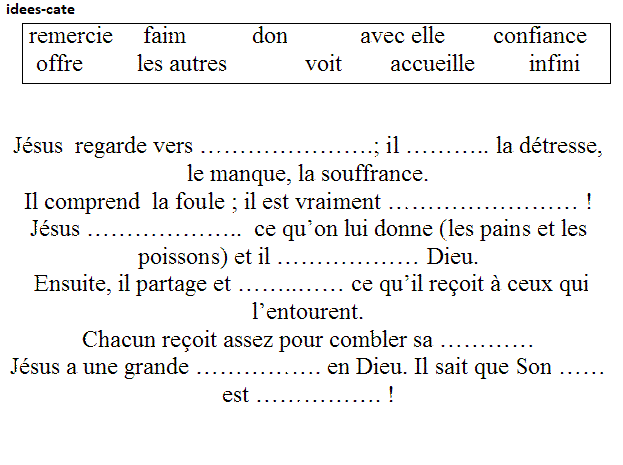 idees-cate
remercie faim don avec elle confiance
offre les autres voit accueille infini
Jésus regarde vers ………………….; il ……….. la détresse,
le manque, la souffrance.
Il comprend la foule ; il est vraiment …………………… !
Jésus ……………….. ce qu’on lui donne (les pains et les
poissons) et il ……………… Dieu.
Ensuite, il partage et ……..…… ce qu’il reçoit à ceux qui
l’entourent.
Chacun reçoit assez pour combler sa …………
Jésus a une grande ……………. en Dieu. Il sait que Son ……
est ……………. !